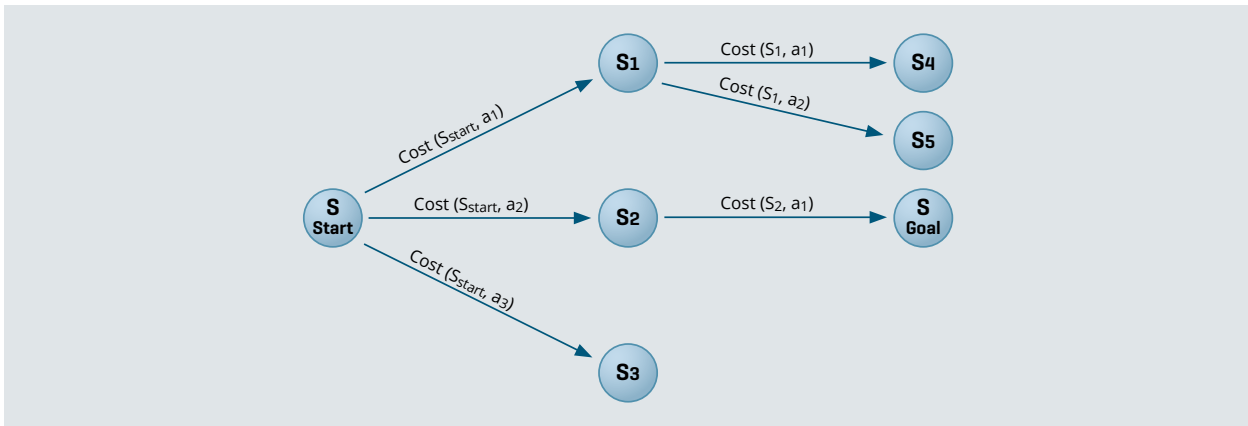 S1
Cost (S1, a1)
S4
Cost (S1, a2)
S5
Cost (Sstart, a1)
S
Start
Cost (Sstart, a2)
S2
Cost (S2, a1)
S
Goal
Cost (Sstart, a3)
S3